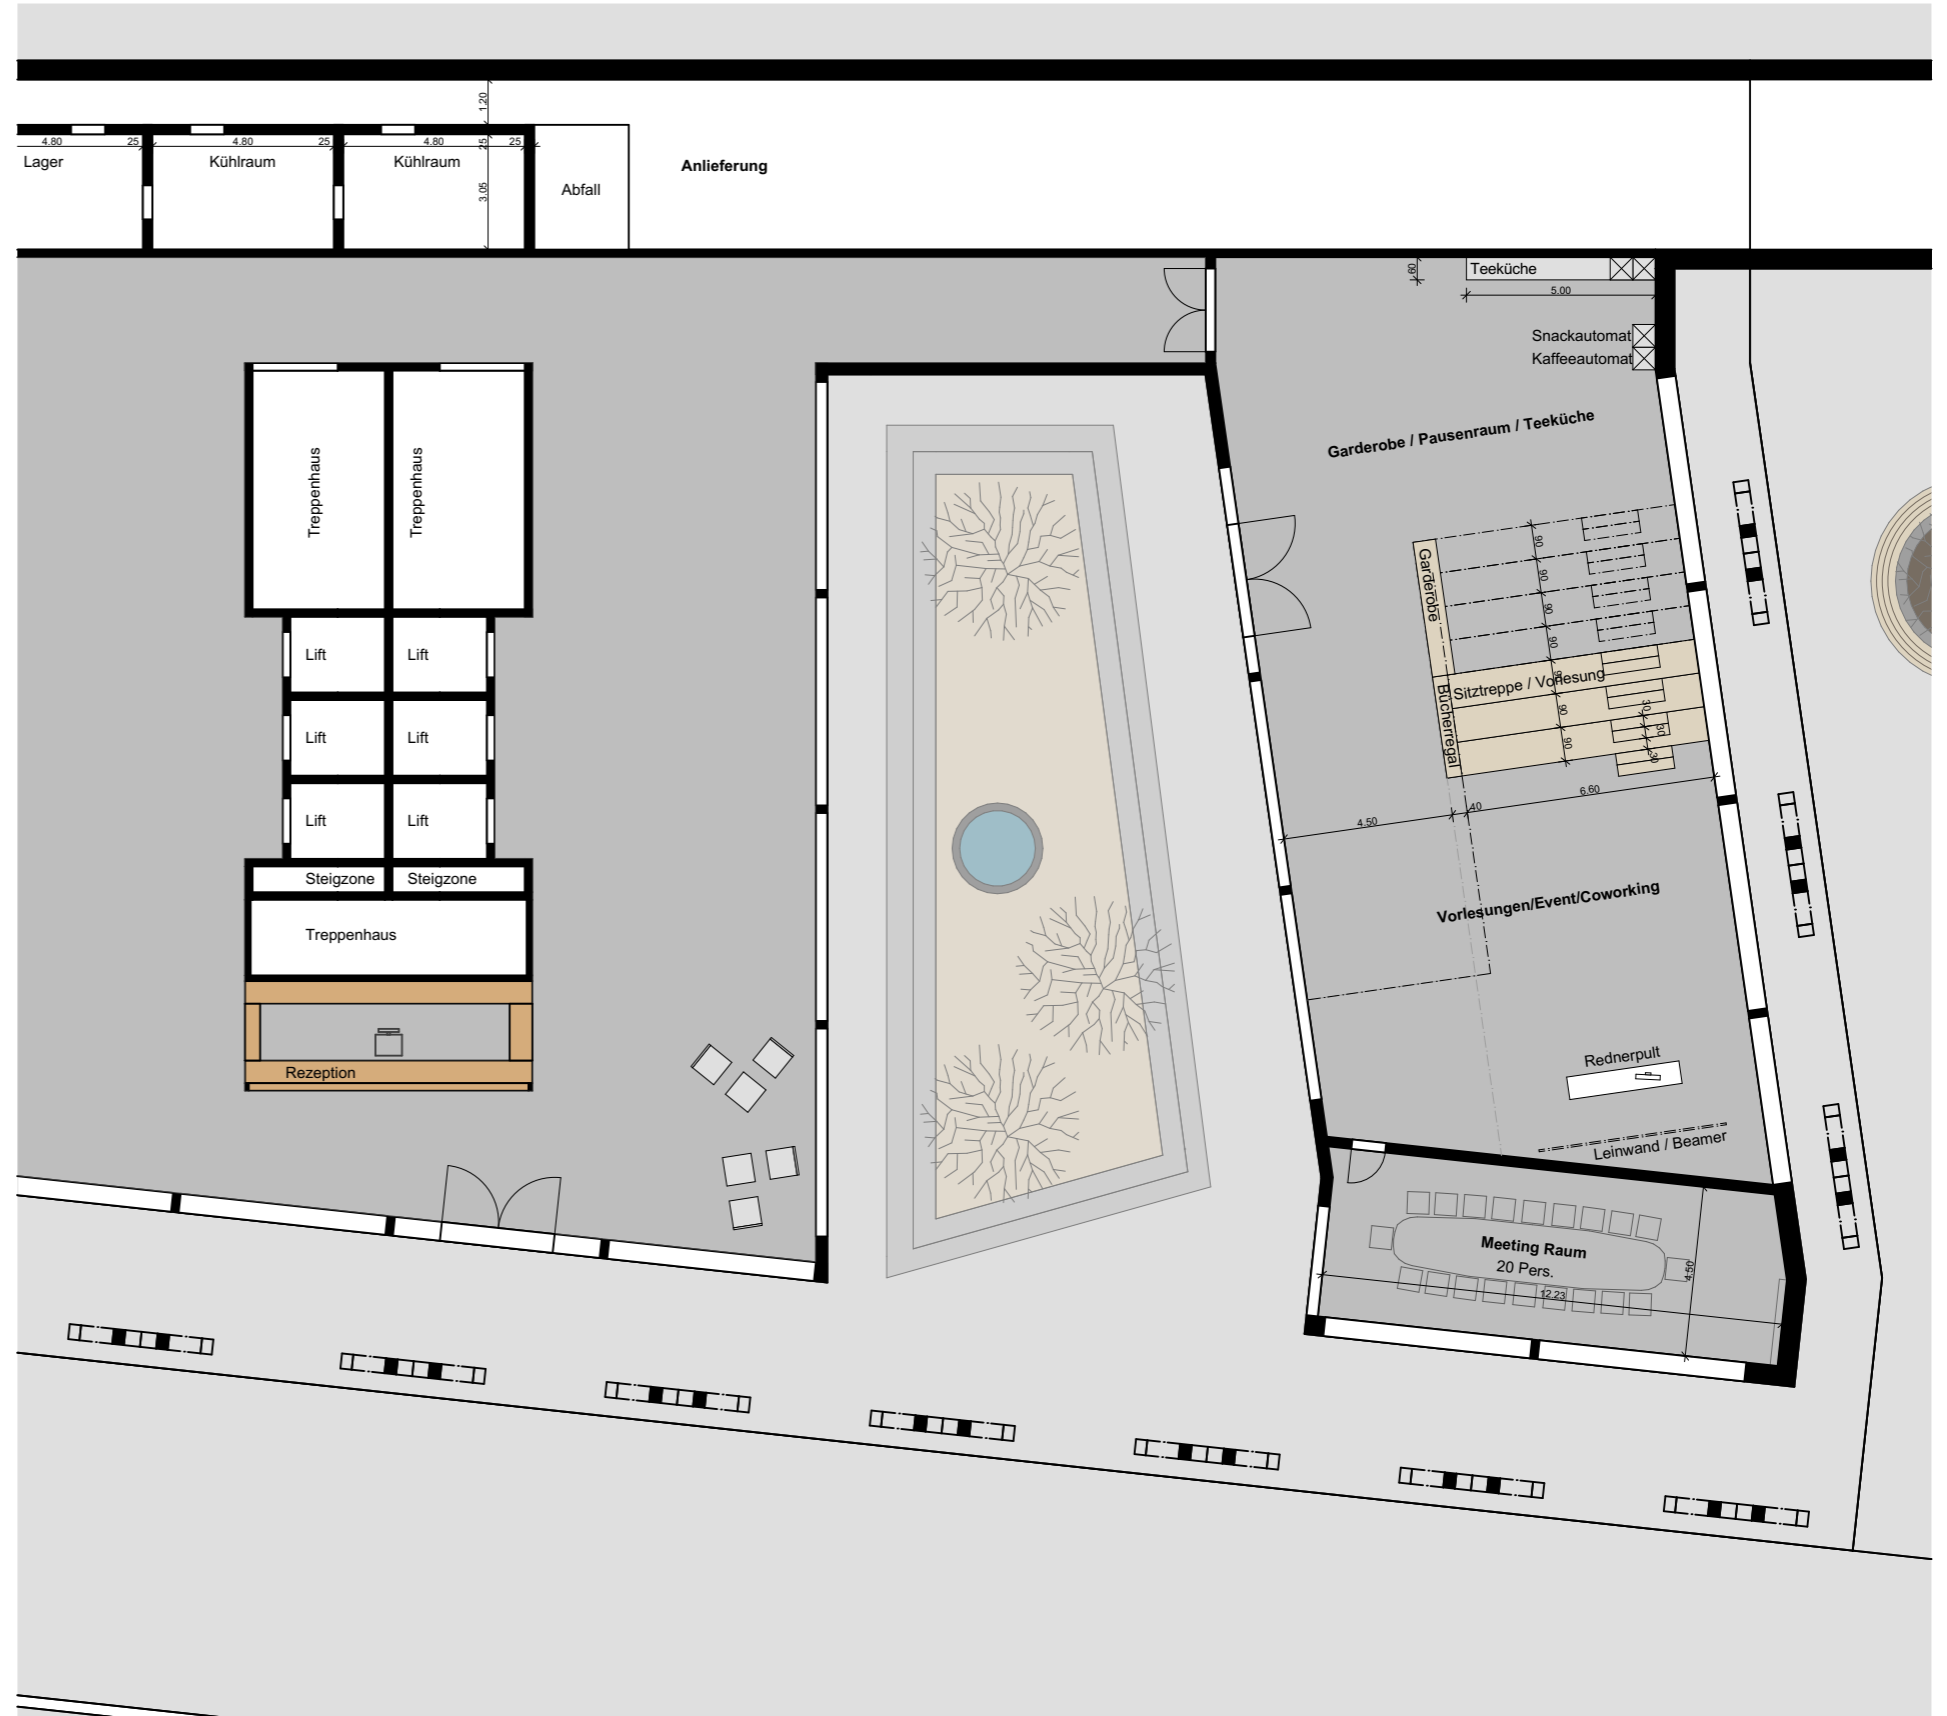 1.20
4.80
25
4.80
25
4.80
25
25
3.05
Lager
Kühlraum
Kühlraum
Abfall
Anlieferung
60
Teeküche
5.00
Snackautomat
Kaffeeautomat
Garderobe / Pausenraum / Teeküche
Treppenhaus
Treppenhaus
Garderobe
90
90
90
90
90
90
90
Sitztreppe / Vorlesung
Bücherregal
30
30
30
Lift
Lift
Lift
Lift
Lift
Lift
4.50
40
6.60
Steigzone
Steigzone
Treppenhaus
Vorlesungen/Event/Coworking
Rezeption
Rednerpult
Leinwand / Beamer
Meeting Raum
20 Pers.
4.50
12.23